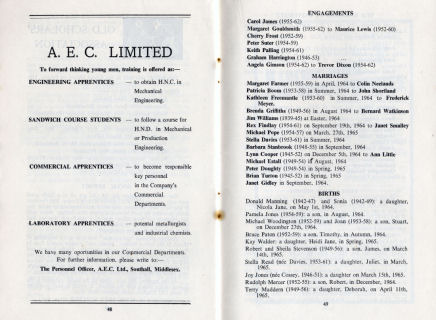 A. E. C. LIMITED
To forward thinking young men, training is offered as:—
ENGINEERING APPRENTICES — to obtain H.N.C. in
Mechanical
Engineering.
SANDWICH COURSE STUDENTS — to follow a course for
H.N.D. in Mechanical
or Production
Engineering.
COMMERCIAL APPRENTICES — to become responsible
key personnel
in the Company's
Commercial
Departments.
LABORATORY APPRENTICES — potential metallurgists
and industrial chemists.
We have many oportunities in our Commercial Departments.
For further information, please write to:—
The Personnel Officer, A.E.C. Ltd., Southall, Middlesex.
48
ENGAGEMENTS
Carol Jones (1955-62)
Margaret Gouldsmith (1955-62) to Maurice Lewis (1952-60)
Cherry Frost (1952-59)
Peter Suter (1954-59)
Keith Palling (1954-61)
Graham Harrington (1946-53)
Angela Ginson (1954-62) to Trevor Dixon (1954-62)
MARRIAGES
Margaret Farmer (1955-59) in April, 1964 to Colin
Patricia Boom (1953-58) in Summer, 1964 to John Shortland
Kathleen Freemantle (1953-60) in Summer, 1964 to Frederick
Meyer.
Brenda Griffiths (1949-56) in August 1964 to Bernard Watkinson
Jim Williams (1939-45) at Easter, 1964
Rex Findlay (1954-61) on September 19th, 1964 to Janet Smalley
Michael Pope (1954-57) on March, 27th, 1965
Stella Davies (1953-61) in Summer, 1964
Barbara Stanbrook (1948-55) in September, 1964
Lynn Cooper (1945-52) on December 5th, 1964 to Ann Little
Michael Estall (1949-54) in August, 1964
Peter Doughty (1949-54) in Spring, 1965
Brian Turton (1945-52) in Spring, 1965
Janet Gidley in September, 1964.
BIRTHS
Donald Manning (1942-47) and Sonia (1942-49): a daughter,
Nicola Jane, on May 1st, 1964.
Pamela Jones (1954-59): a son, in August, 1964.
Michael Woodington (1952-59) and Joan (1953-58): a son, Stuart,
on December 27th, 1964.
Bruce Paton (1952-59): a son, Timothy, in Autumn, 1964.
Kay Walder: a daughter, Heidi Jane, in Spring, 1965.
Robert and Sheila Stevenson (1949-56): a son, James, on March
14th, 1965.
Stella Read (née Davies, 1953-61): a daughter, Juliet, in March,
1965.
Joy Jones (née Cossey, 1946-51): a daughter on March 15th, 1965.
Rudolph Mercer (1952-55): a son, Robert, in December, 1964.
Terry Maddern (1949-56): a daughter, Deborah, on April 11th,
1965.
49